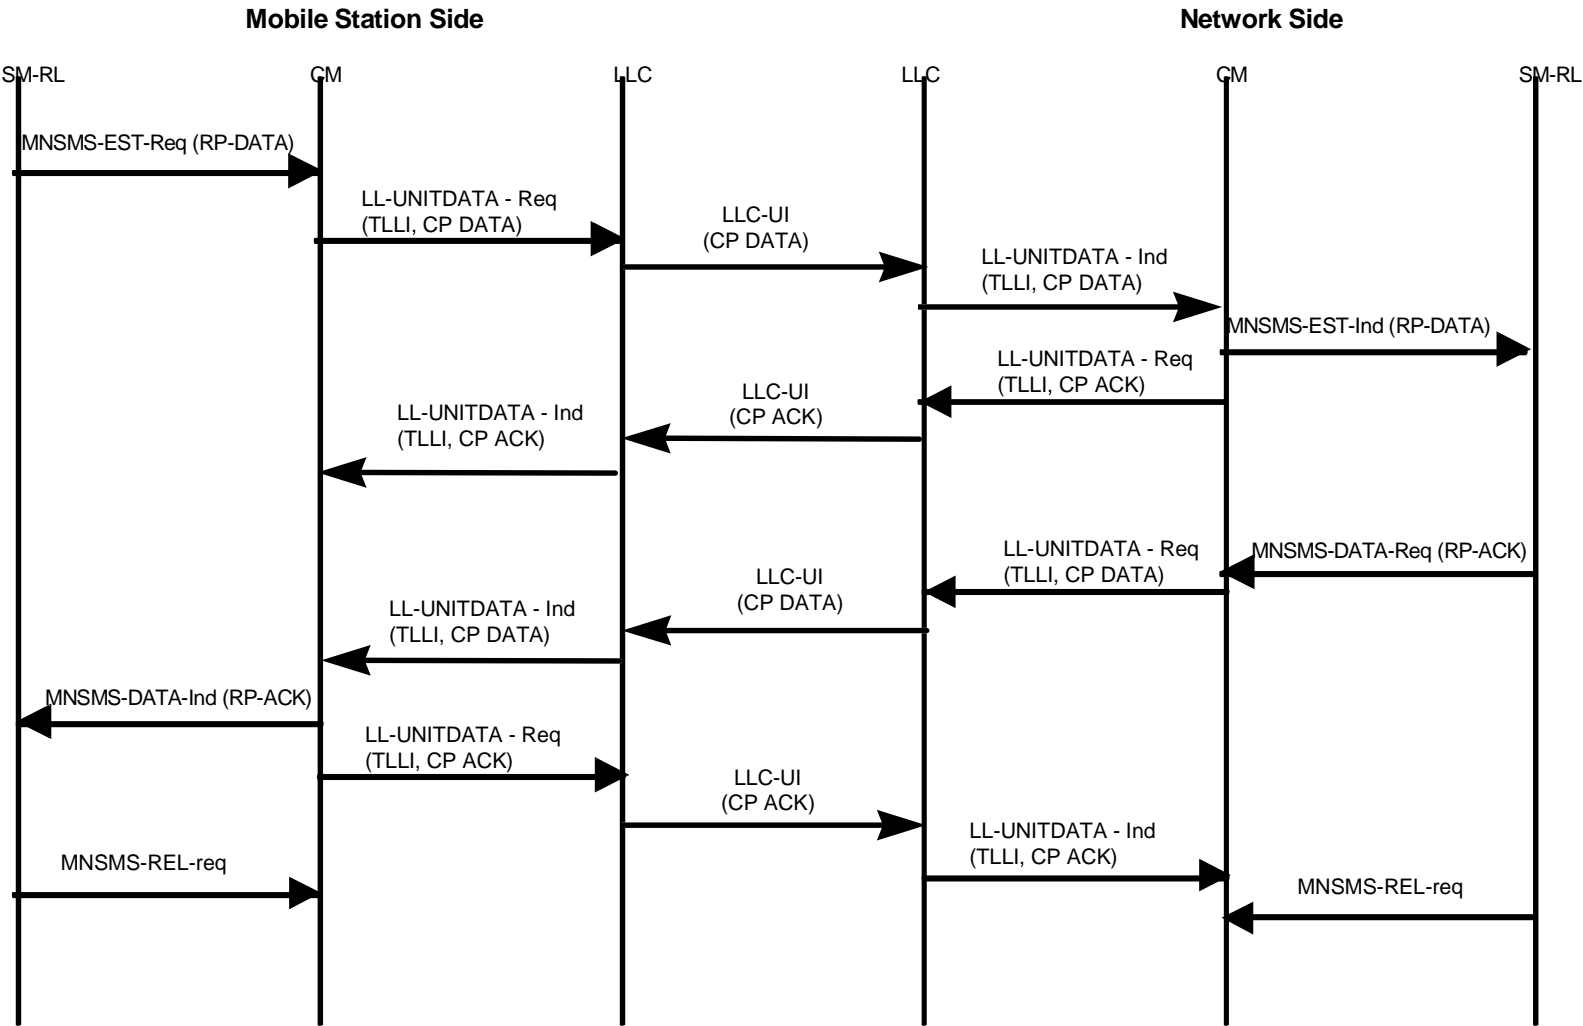 Mobile Station Side
Network Side
SM-RL
CM
LLC
LLC
CM
SM-RL
MNSMS-EST-Req (RP-DATA)
LL-UNITDATA - Req
(TLLI, CP DATA)
LLC-UI
(CP DATA)
LL-UNITDATA - Ind
(TLLI, CP DATA)
MNSMS-EST-Ind (RP-DATA)
LL-UNITDATA - Req
(TLLI, CP ACK)
LLC-UI
(CP ACK)
LL-UNITDATA - Ind
(TLLI, CP ACK)
MNSMS-DATA-Req (RP-ACK)
LL-UNITDATA - Req
(TLLI, CP DATA)
LLC-UI
(CP DATA)
LL-UNITDATA - Ind
(TLLI, CP DATA)
MNSMS-DATA-Ind (RP-ACK)
LL-UNITDATA - Req
(TLLI, CP ACK)
LLC-UI
(CP ACK)
LL-UNITDATA - Ind
(TLLI, CP ACK)
MNSMS-REL-req
MNSMS-REL-req